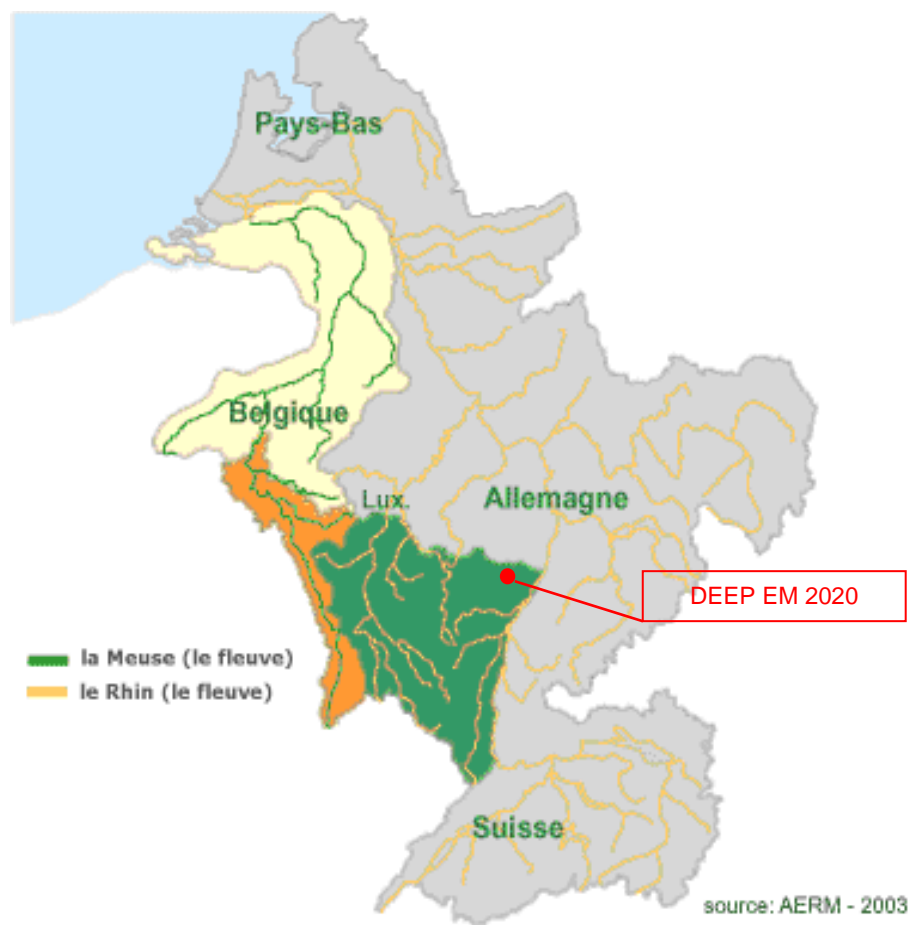 Pays-Bas
Belgique
Lux.
Allemagne
DEEP EM 2020
la Meuse (le fleuve)
le Rhin (le fleuve)
Suisse
source: AERM - 2003